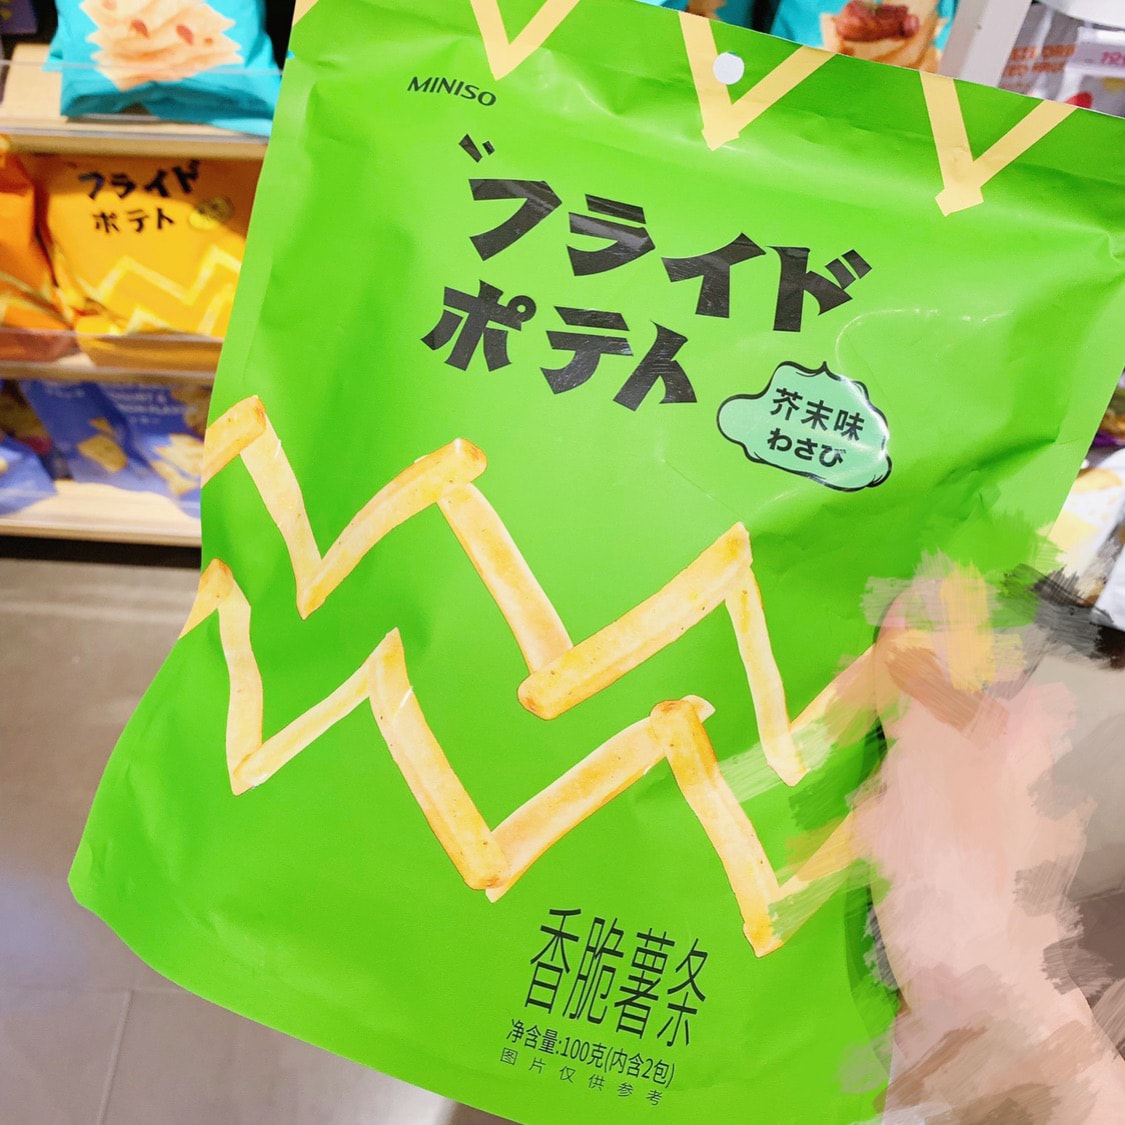 MINISO
フライド
ポテト
芥末味
わさび
香脆薯条
净含量:100克(内含2包)
图片仅供参考
フライド
ポテト